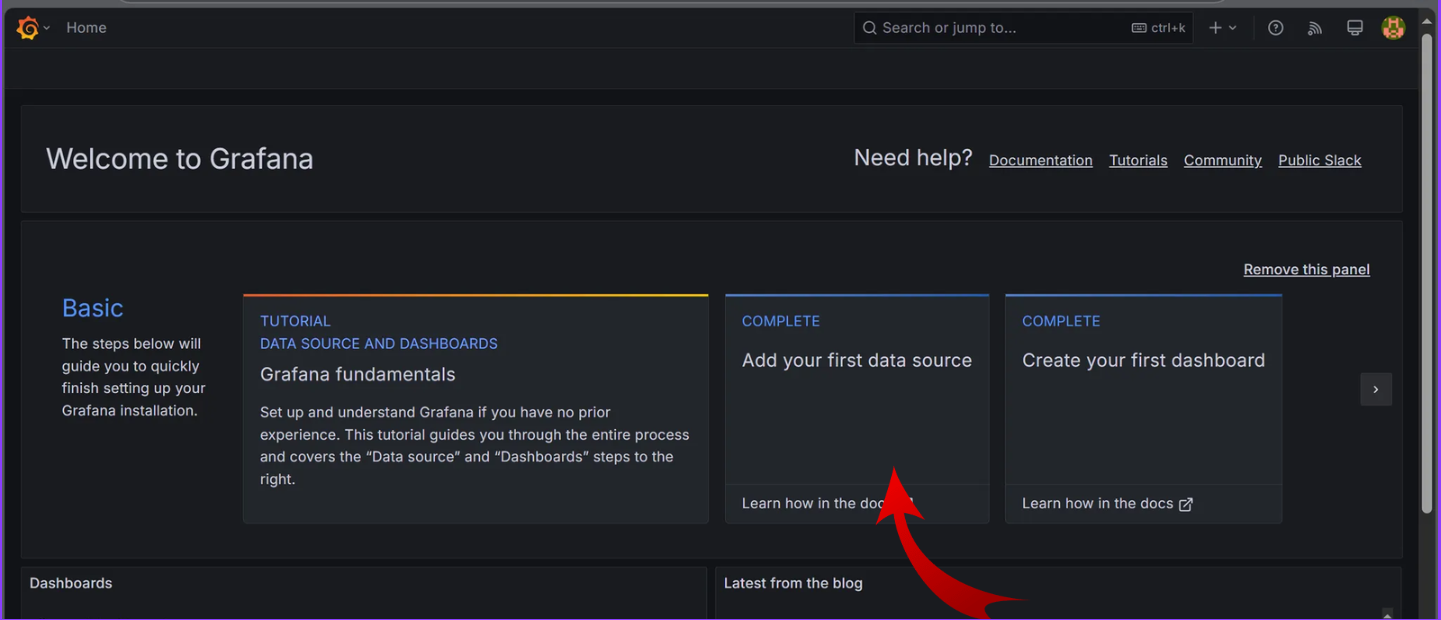 Home
Search or jump to...
ctrl+k
Welcome to Grafana
Need help?
Documentation
Tutorials
Community
Public Slack
Remove this panel
Basic
The steps below will
guide you to quickly
finish setting up your
Grafana installation.
TUTORIAL
DATA SOURCE AND DASHBOARDS
Grafana fundamentals
Set up and understand Grafana if you have no prior
experience. This tutorial guides you through the entire process
and covers the “Data source” and “Dashboards” steps to the
right.
COMPLETE
Add your first data source
Learn how in the
COMPLETE
Create your first dashboard
Learn how in the docs
Dashboards
Latest from the blog